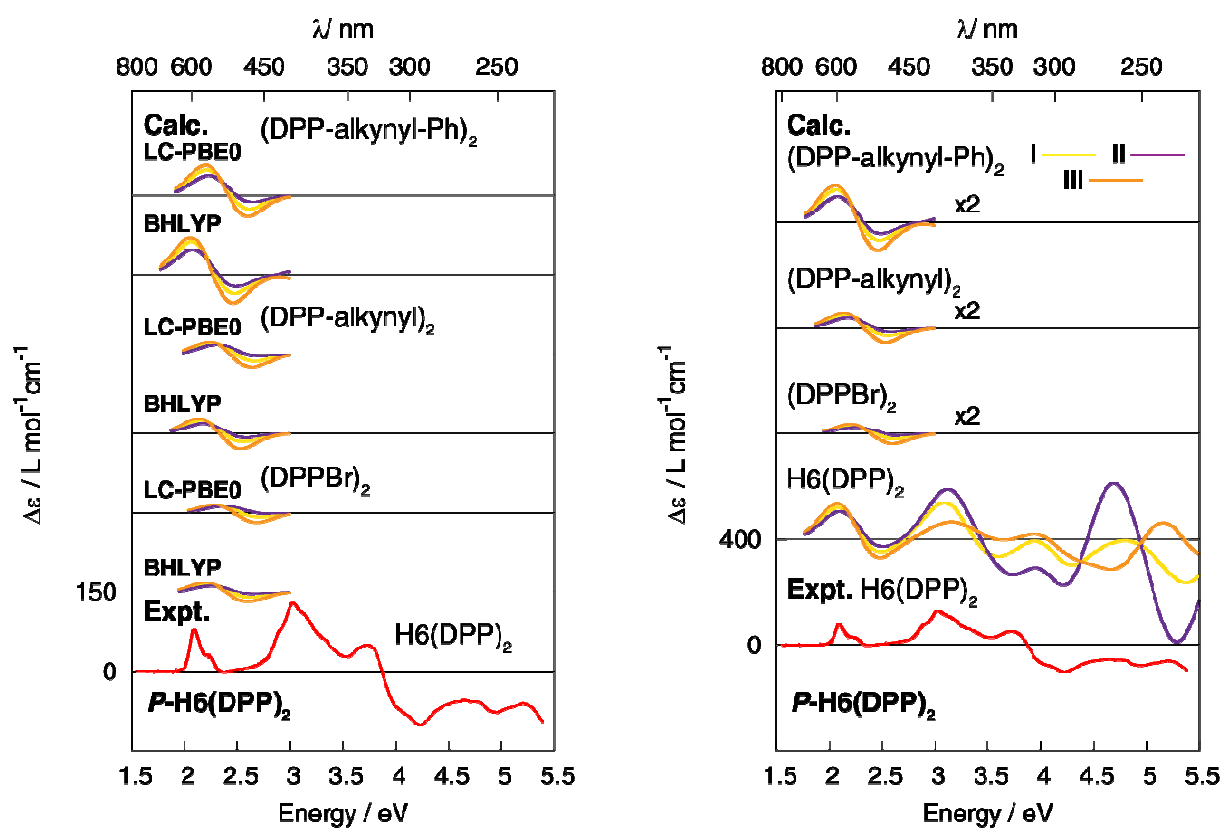 λ/ nm
800 600 450 350 300 250
Calc.
(DPP-alkynyl-Ph)2
LC-PBE0
BHLYP
LC-PBE0
(DPP-alkynyl)2
BHLYP
LC-PBE0
(DPPBr)2
BHLYP
150
Expt.
H6(DPP)2
0
P-H6(DPP)2
Δε / L mol-1cm-1
1.5 2 2.5 3 3.5 4 4.5 5 5.5
Energy / eV
λ/ nm
800 600 450 350 300 250
Calc.
(DPP-alkynyl-Ph)2
I II
III
x2
(DPP-alkynyl)2
x2
(DPPBr)2
x2
H6(DPP)2
400
Expt. H6(DPP)2
0
P-H6(DPP)2
Δε / L mol-1cm-1
1.5 2 2.5 3 3.5 4 4.5 5 5.5
Energy / eV